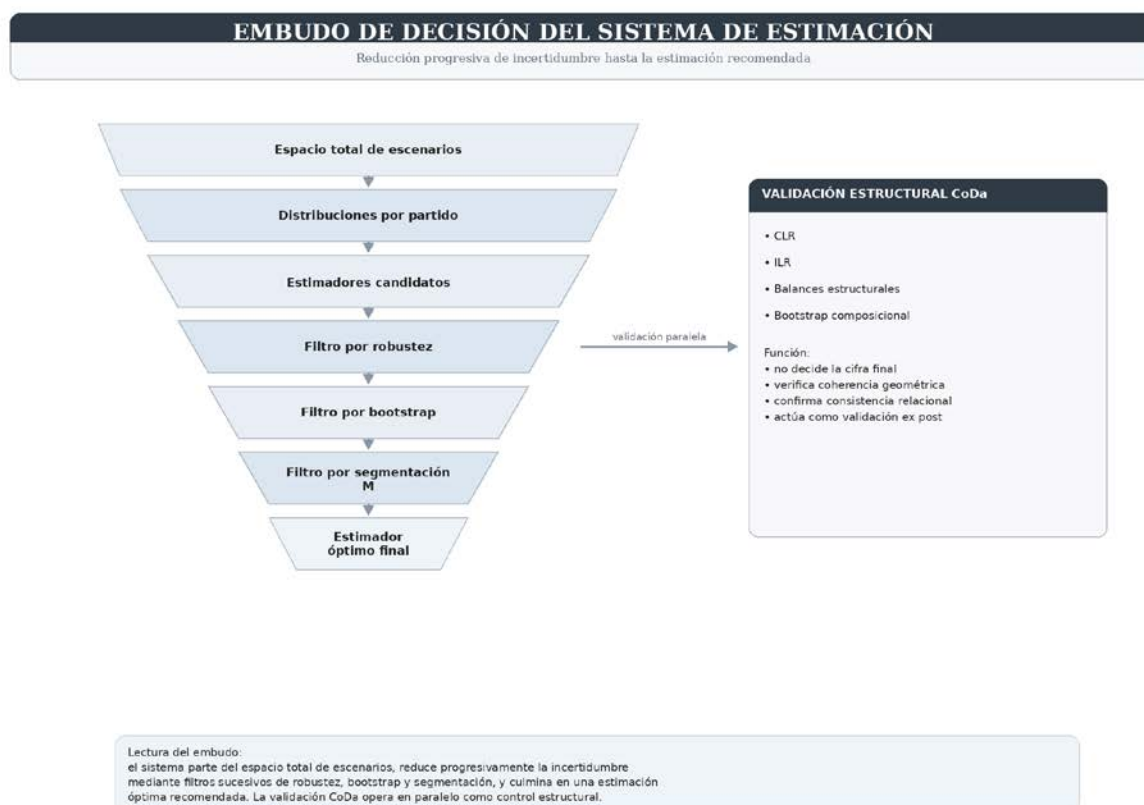 EMBUDO DE DECISIÓN DEL SISTEMA DE ESTIMACIÓN
Reducción progresiva de incertidumbre hasta la estimación recomendada
Espacio total de escenarios
Distribuciones por partido
Estimadores candidatos
Filtro por robustez
Filtro por bootstrap
Filtro por segmentación
M
Estimador
óptimo final
validación paralela
VALIDACIÓN ESTRUCTURAL CoDa
• CLR
• ILR
• Balances estructurales
• Bootstrap composicional
Función:
• no decide la cifra final
• verifica coherencia geométrica
• confirma consistencia relacional
• actúa como validación ex post
Lectura del embudo:
el sistema parte del espacio total de escenarios, reduce progresivamente la incertidumbre
mediante filtros sucesivos de robustez, bootstrap y segmentación, y culmina en una estimación
óptima recomendada. La validación CoDa opera en paralelo como control estructural.